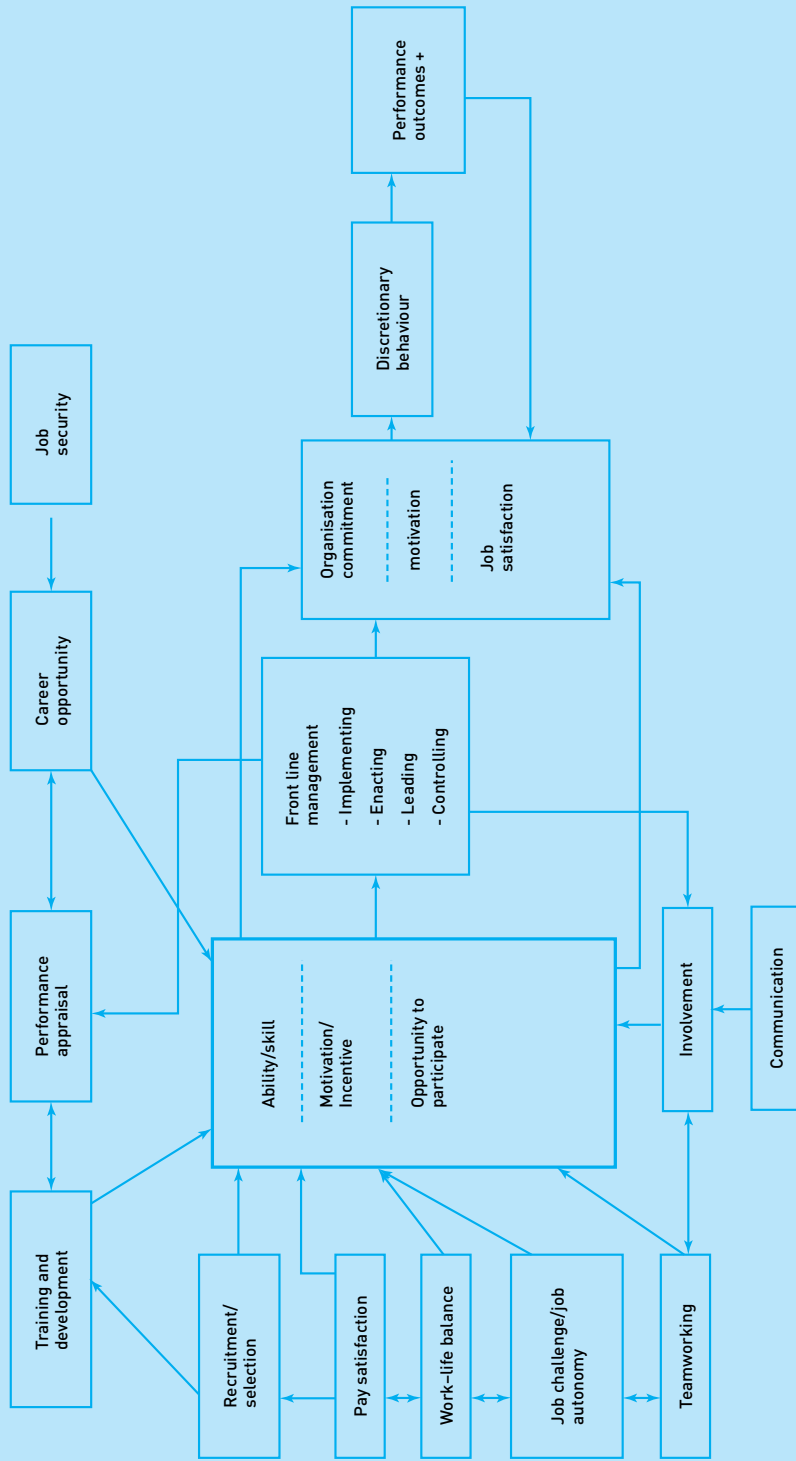 Training and
development
Performance
appraisal
Career
opportunity
Job
security
Recruitment/
selection
Pay satisfaction
Work–life balance
Job challenge/job
autonomy
Teamworking
Ability/skill
Motivation/
Incentive
Opportunity to
participate
Front line
management
- Implementing
- Enacting
- Leading
- Controlling
Organisation
commitment
motivation
Job
satisfaction
Discretionary
behaviour
Performance
outcomes +
Involvement
Communication